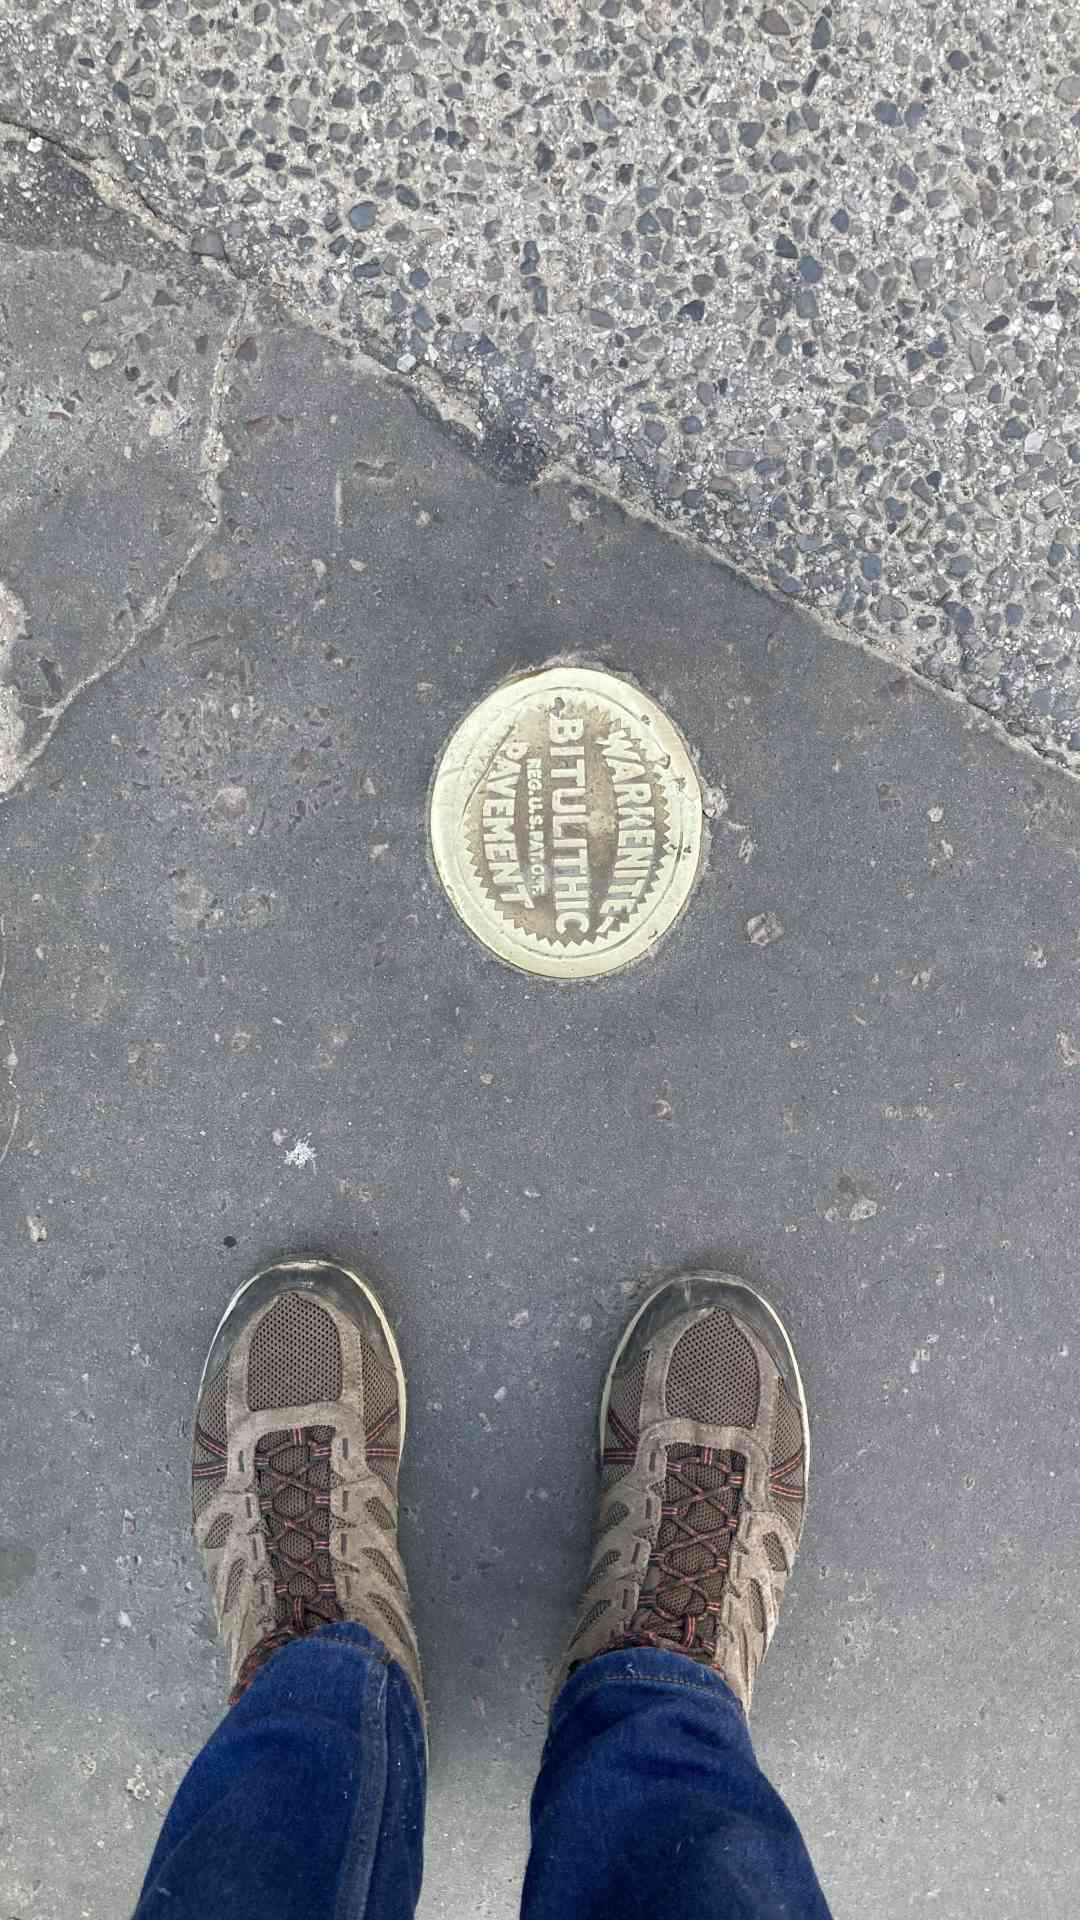 WARRENITE-
BITULITHIC
REG. U.S. PAT. OFF.
PAVEMENT